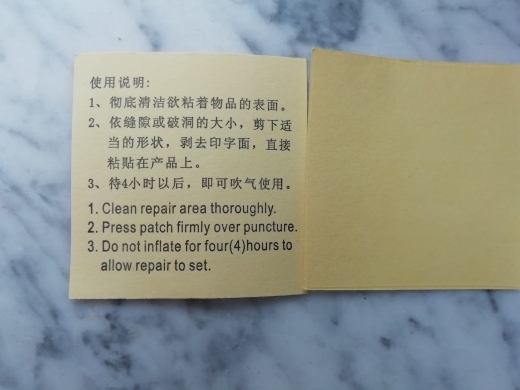 使用说明:
1、彻底清洁欲粘着物品的表面。
2、依缝隙或破洞的大小，剪下适
当的形状，剥去印字面，直接
粘贴在产品上。
3、待4小时以后，即可吹气使用。
1. Clean repair area thoroughly.
2. Press patch firmly over puncture.
3. Do not inflate for four(4)hours to
allow repair to set.